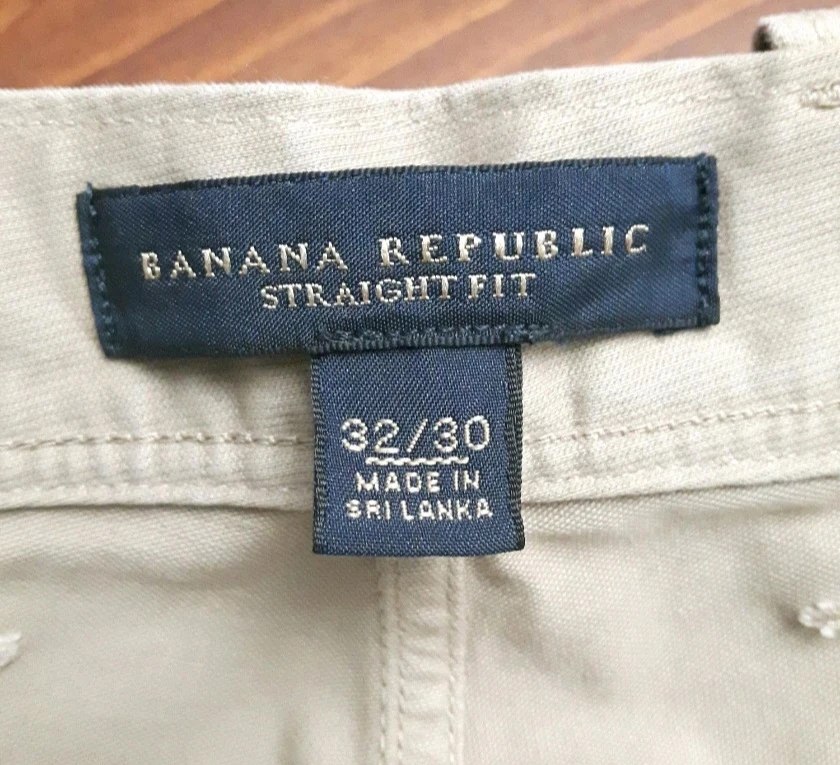 BANANA REPUBLIC
STRAIGHT FIT
32/30
MADE IN
SRI LANKA